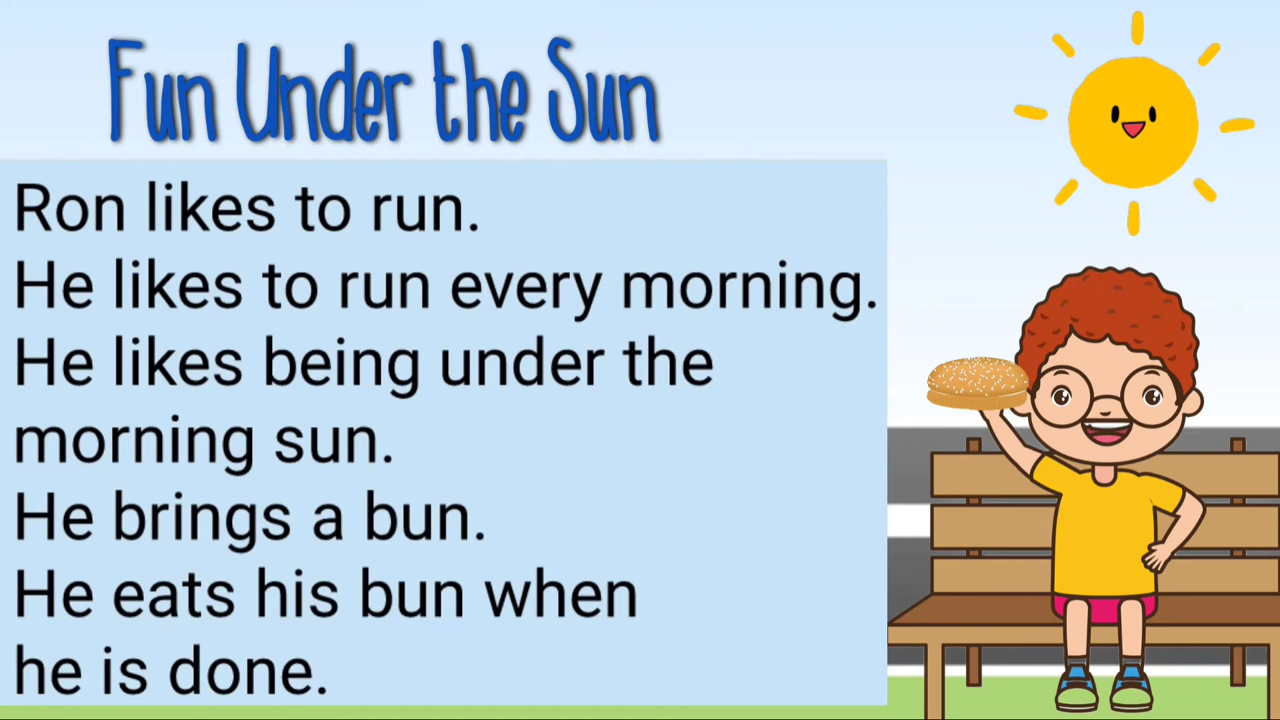 Fun Under the Sun
Ron likes to run.
He likes to run every morning.
He likes being under the
morning sun.
He brings a bun.
He eats his bun when
he is done.